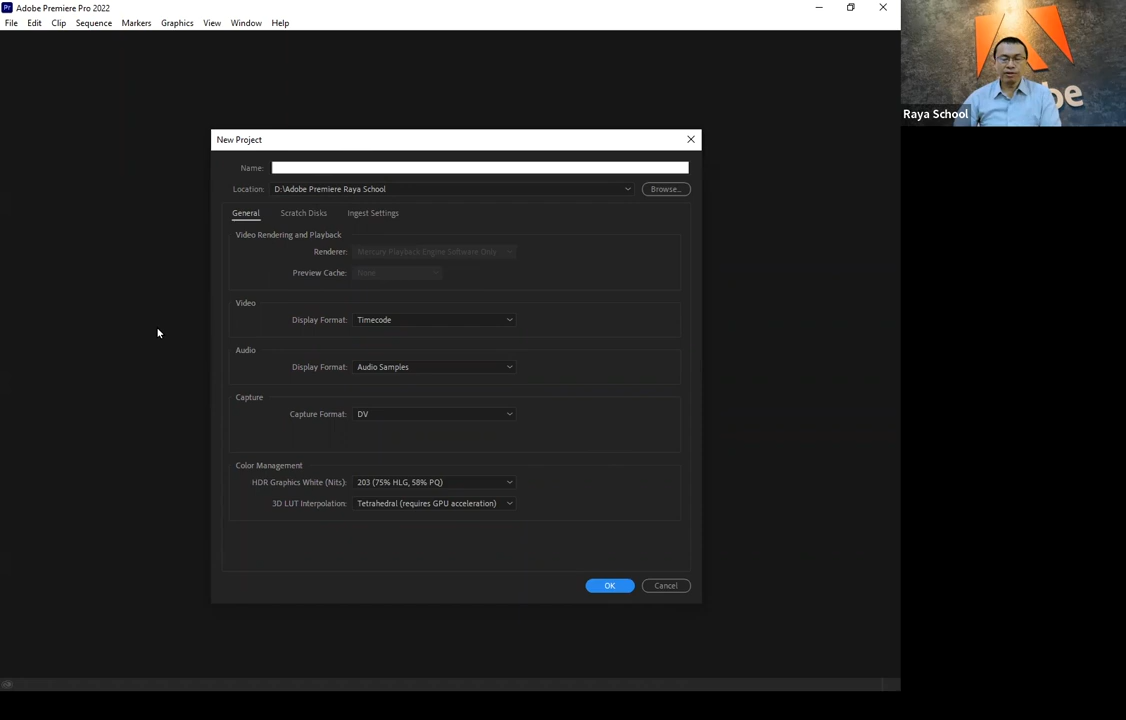 Adobe Premiere Pro 2022
File Edit Clip Sequence Markers Graphics View Window Help
Raya School
New Project
Name:
Location: D:\Adobe Premiere Raya School Browse...
General Scratch Disks Ingest Settings
Video Rendering and Playback
Renderer: Mercury Playback Engine Software Only
Preview Cache: None
Video
Display Format: Timecode
Audio
Display Format: Audio Samples
Capture
Capture Format: DV
Color Management
HDR Graphics White (Nits): 203 (75% HLG, 58% PQ)
3D LUT Interpolation: Tetrahedral (requires GPU acceleration)
OK Cancel